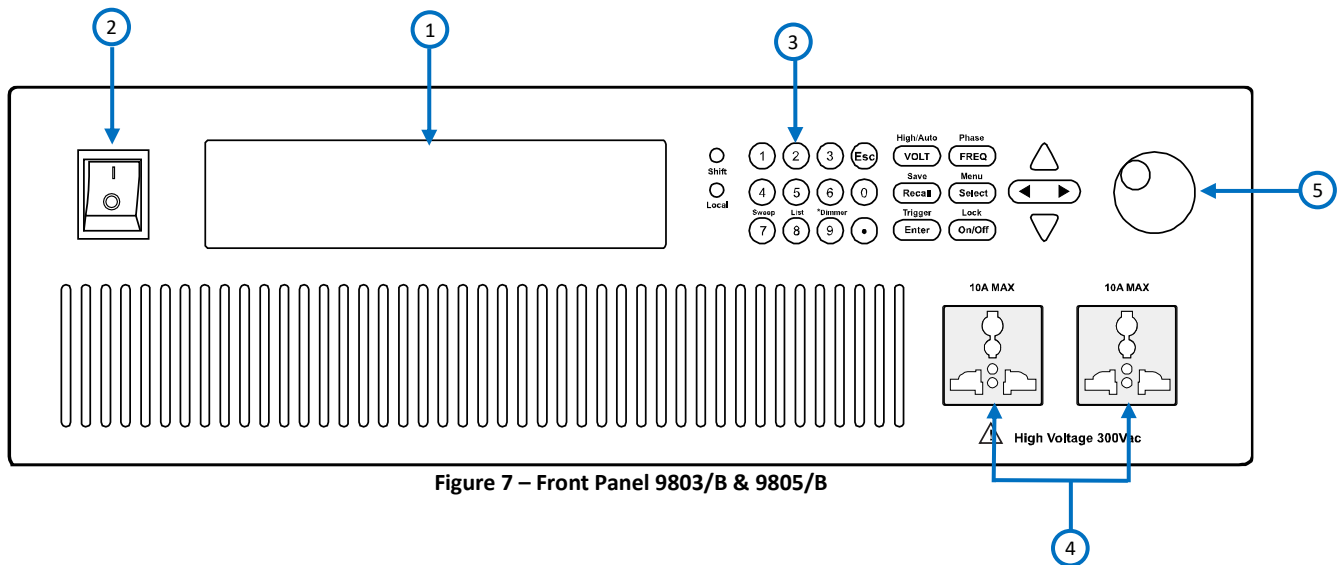 2
1
3
High/Auto Phase
1 2 3 Esc VOLT FREQ
Shift
Save Menu
4 5 6 0 Recall Select
5
Local
Sweep List *Dimmer Trigger Lock
7 8 9 • Enter On/Off
10A MAX 10A MAX
High Voltage 300Vac
Figure 7 – Front Panel 9803/B & 9805/B
4